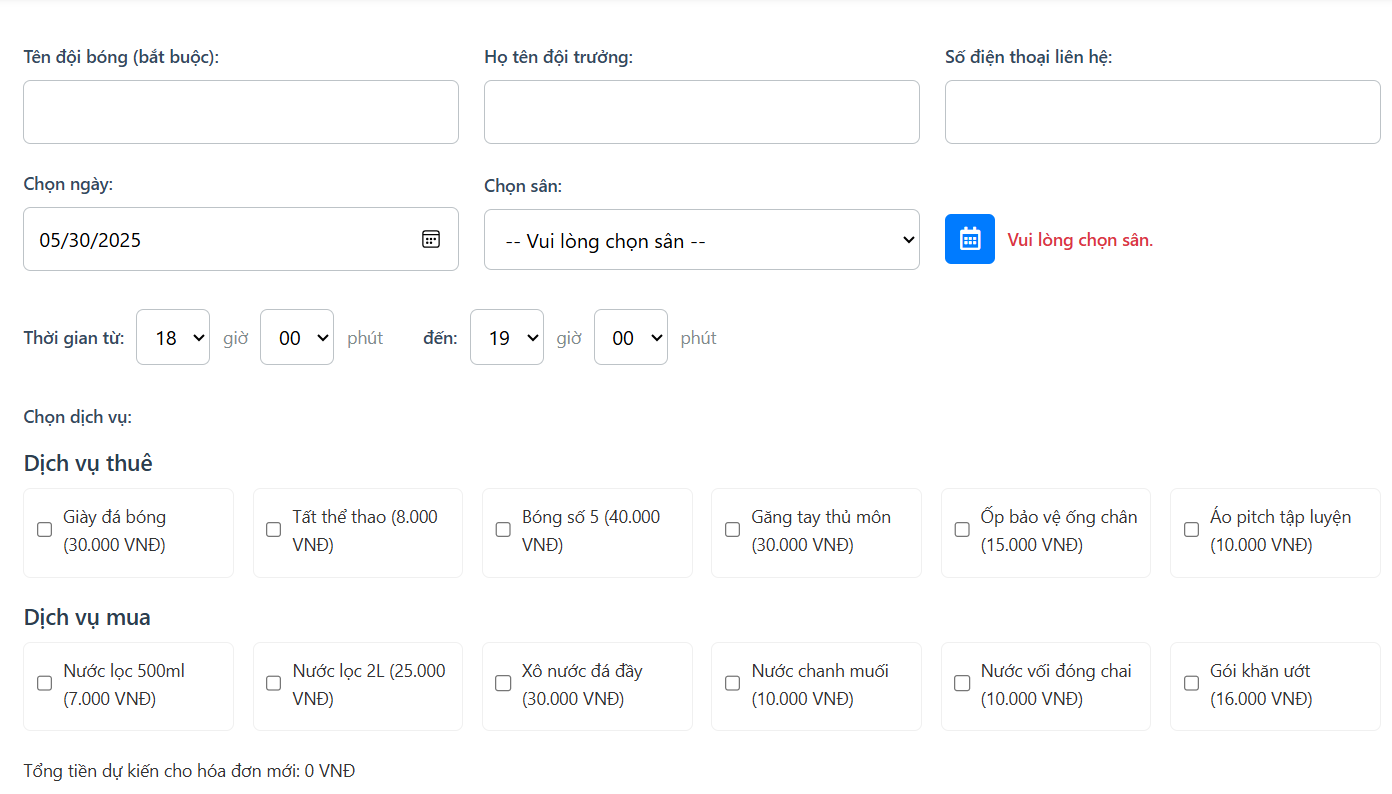 Tên đội bóng (bắt buộc): Họ tên đội trưởng: Số điện thoại liên hệ:
Chọn ngày: Chọn sân:
05/30/2025 -- Vui lòng chọn sân -- Vui lòng chọn sân.
Thời gian từ: 18 giờ 00 phút đến: 19 giờ 00 phút
Chọn dịch vụ:
Dịch vụ thuê
Giày đá bóng
(30.000 VNĐ)
Tất thể thao (8.000
VNĐ)
Bóng số 5 (40.000
VNĐ)
Găng tay thủ môn
(30.000 VNĐ)
Ốp bảo vệ ống chân
(15.000 VNĐ)
Áo pitch tập luyện
(10.000 VNĐ)
Dịch vụ mua
Nước lọc 500ml
(7.000 VNĐ)
Nước lọc 2L (25.000
VNĐ)
Xô nước đá đầy
(30.000 VNĐ)
Nước chanh muối
(10.000 VNĐ)
Nước vối đóng chai
(10.000 VNĐ)
Gói khăn ướt
(16.000 VNĐ)
Tổng tiền dự kiến cho hóa đơn mới: 0 VNĐ